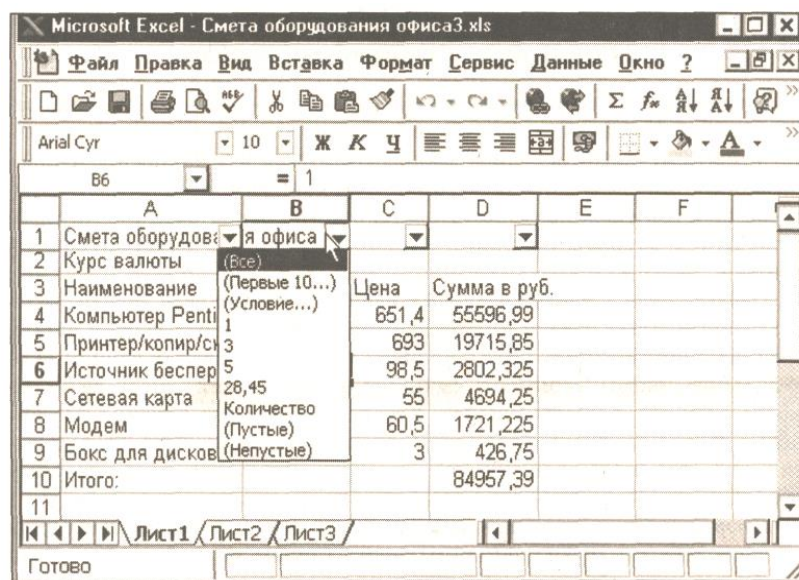 Microsoft Excel - Смета оборудования офиса3.xls
Файл Правка Вид Вставка Формат Сервис Данные Окно ?
Arial Cyr 10 Ж К Ч
B6 = 1
A B C D E F
1 Смета оборудова я офиса
2 Курс валюты
3 Наименование Цена Сумма в руб.
4 Компьютер Penti 651,4 55596,99
5 Принтер/копир/ск 693 19715,85
6 Источник беспер 98,5 2802,325
7 Сетевая карта 55 4694,25
8 Модем 60,5 1721,225
9 Бокс для дисков 3 426,75
10 Итого: 84957,39
11
(Все)
(Первые 10...)
(Условие...)
1
3
5
28,45
Количество
(Пустые)
(Непустые)
Лист1 Лист2 Лист3
Готово